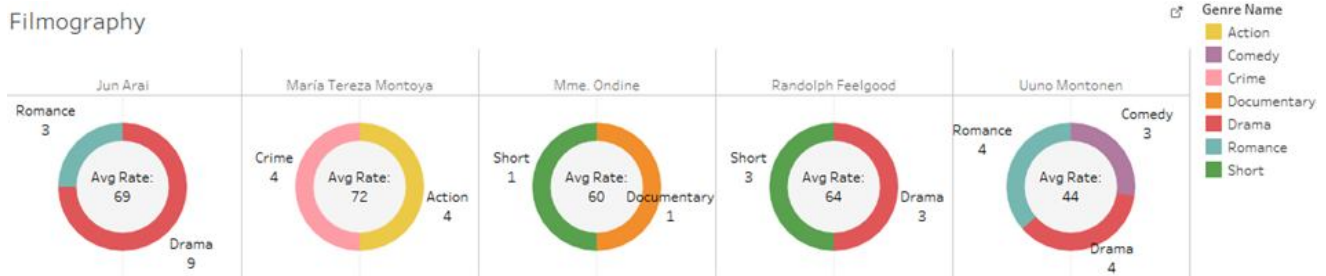 Filmography
Jun Arai
Romance
3
Avg Rate:
69
Drama
9
María Tereza Montoya
Crime
4
Avg Rate:
72
Action
4
Mme. Ondine
Short
1
Avg Rate:
60
Documentary
1
Randolph Feelgood
Short
3
Avg Rate:
64
Drama
3
Uuno Montonen
Romance
4
Comedy
3
Avg Rate:
44
Drama
4
Genre Name
Action
Comedy
Crime
Documentary
Drama
Romance
Short